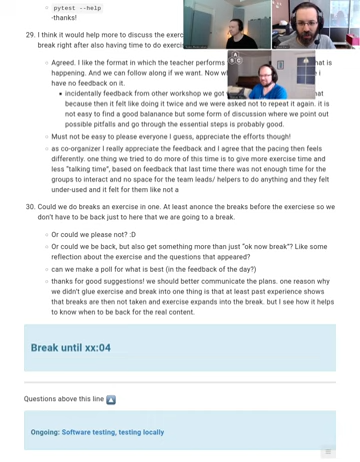 pytest --help
-thanks!
29. I think it would help more to discuss the exerc
break right after also having time to do exerci
Agreed. I like the format in which the teacher performs hat is
happening. And we can follow along if we want. Now wi i
have no feedback on it.
incidentally feedback from other workshop we got hat
because then it felt like doing it twice and we were asked not to repeat it again. it is
not easy to find a good balanance but some form of discussion where we point out
possible pitfalls and go through the essential steps is probably good.
Must not be easy to please everyone I guess, appreciate the efforts though!
as co-organizer I really appreciate the feedback and I agree that the pacing then feels
differently. one thing we tried to do more of this time is to give more exercise time and
less "talking time", based on feedback that last time there was not enough time for the
groups to interact and no space for the team leads/ helpers to do anything and they felt
under-used and it felt for them like not a
30. Could we do breaks an exercise in one. At least anonce the breaks before the exerciese so we
don't have to be back just to here that we are going to a break.
Or could we please not? :D
Or could we be back, but also get something more than just "ok now break"? Like some
reflection about the exercise and the questions that appeared?
can we make a poll for what is best (in the feedback of the day?)
thanks for good suggestions! we should better communicate the plans. one reason why
we didn't glue exercise and break into one thing is that at least past experience shows
that breaks are then not taken and exercise expands into the break. but I see how it helps
to know when to be back for the real content.
Break until xx:04
Questions above this line
Ongoing: Software testing, testing locally